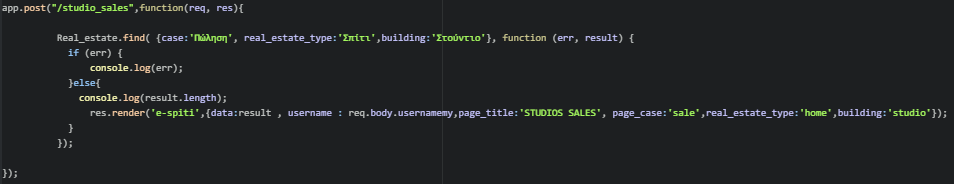 app.post("/studio_sales",function(req, res){
Real_estate.find( {case:'Πώληση', real_estate_type:'Σπίτι',building:'Στούντιο'}, function (err, result) {
if (err) {
console.log(err);
}else{
console.log(result.length);
res.render('e-spiti',{data:result , username : req.body.usernamemy,page_title:'STUDIOS SALES', page_case:'sale',real_estate_type:'home',building:'studio'});
}
});
});